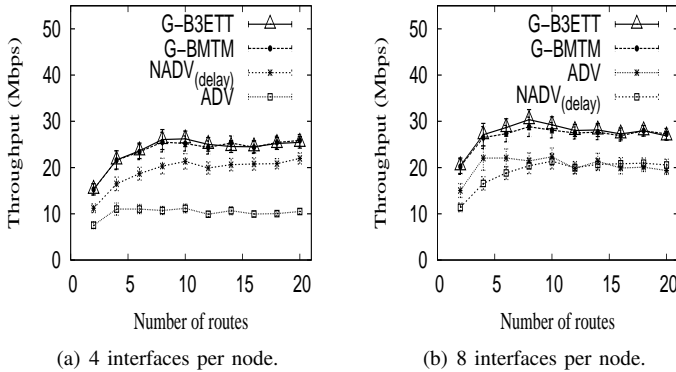 G−B3ETT
G−BMTM
NADV(delay)
ADV
Throughput (Mbps)
50
40
30
20
10
0
0 5 10 15 20
Number of routes
(a) 4 interfaces per node.
G−B3ETT
G−BMTM
ADV
NADV(delay)
Throughput (Mbps)
50
40
30
20
10
0
0 5 10 15 20
Number of routes
(b) 8 interfaces per node.